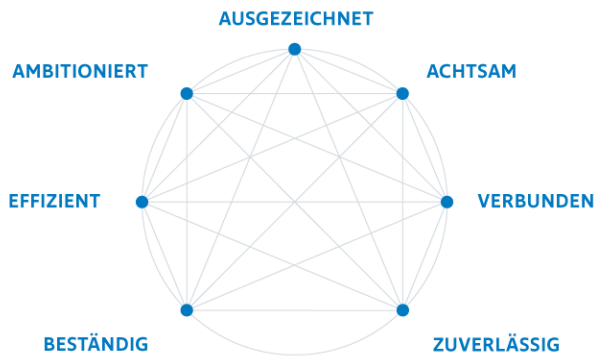 AUSGEZEICHNET
AMBITIONIERT
ACHTSAM
EFFIZIENT
VERBUNDEN
BESTÄNDIG
ZUVERLÄSSIG